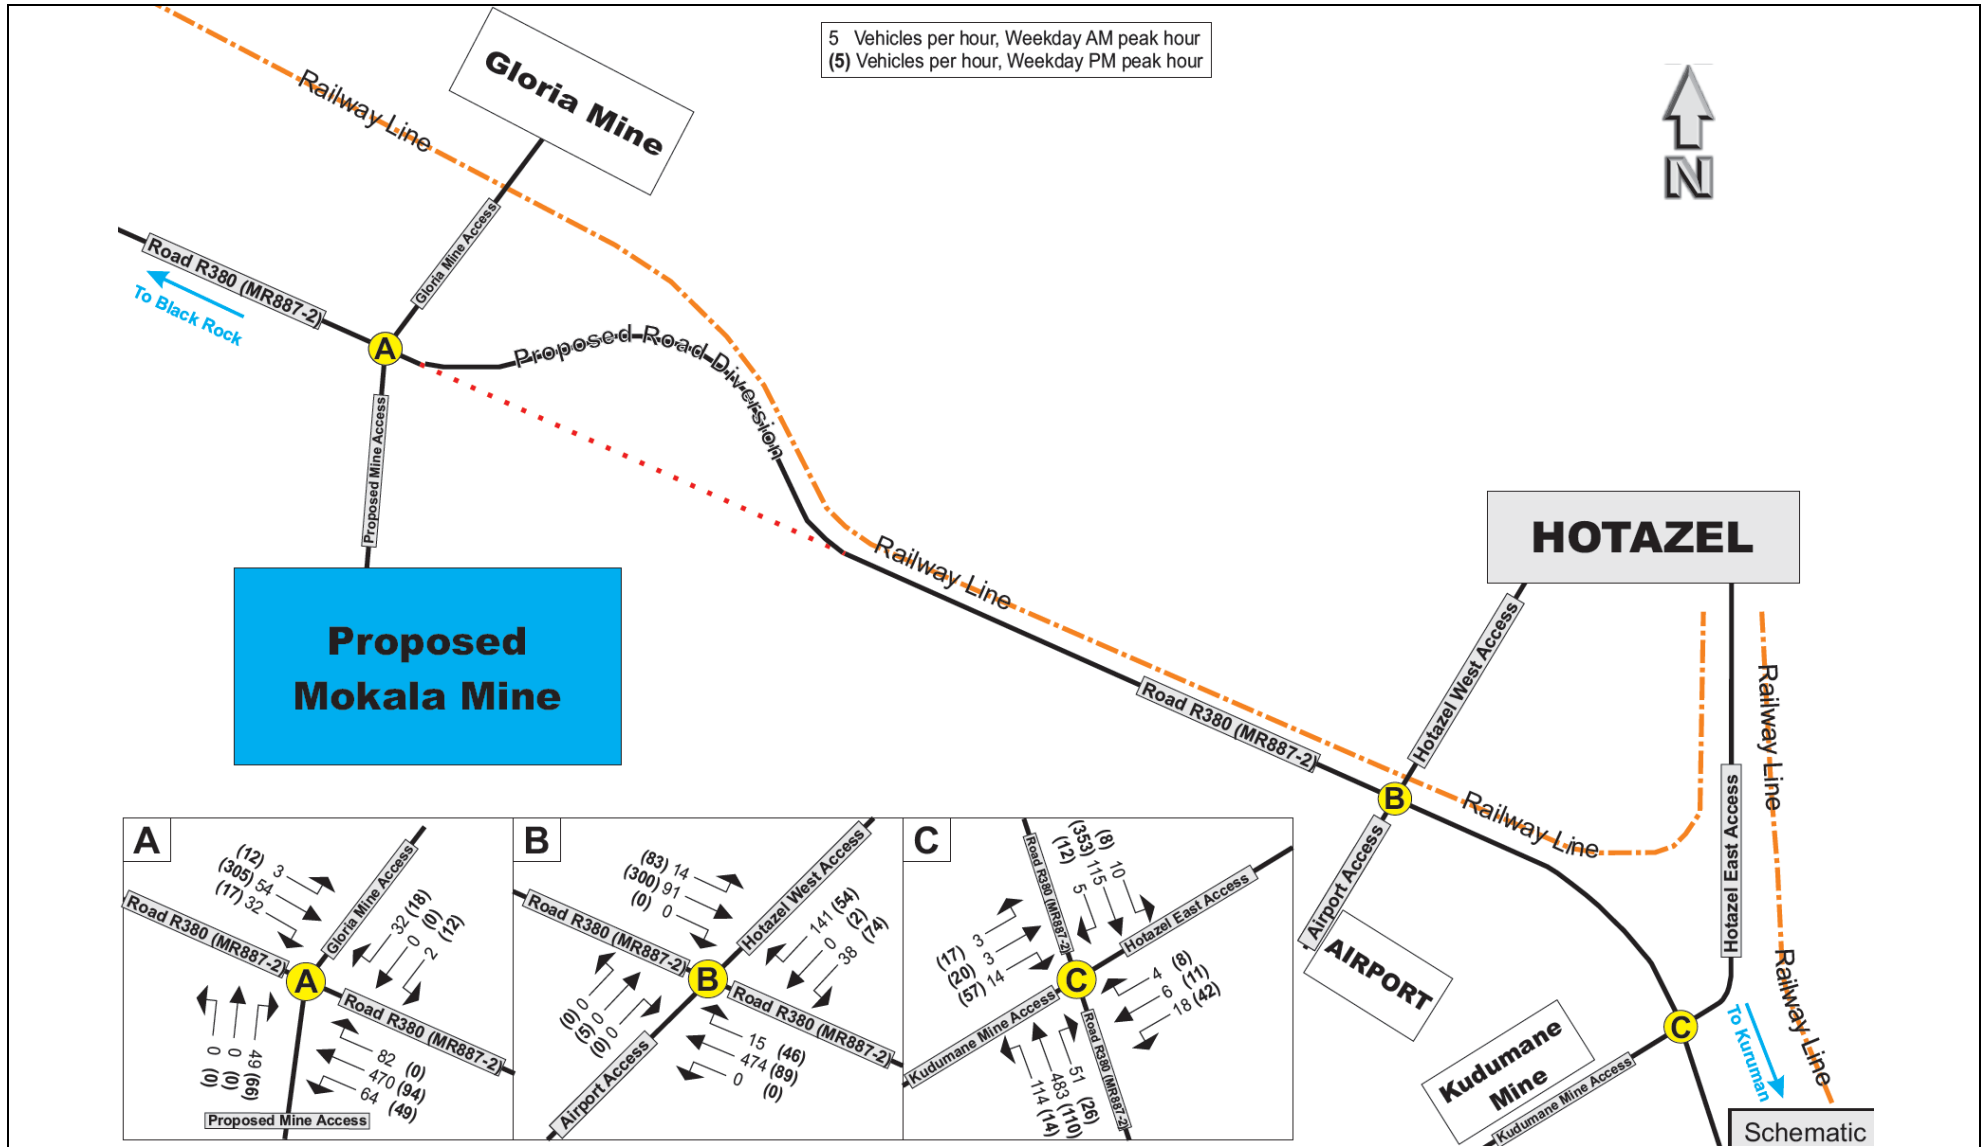 5 Vehicles per hour, Weekday AM peak hour
(5) Vehicles per hour, Weekday PM peak hour
N
Gloria Mine
Railway Line
Gloria Mine Access
Road R380 (MR887-2)
To Black Rock
A
Proposed Road Diversion
Proposed Mine Access
Proposed
Mokala Mine
Railway Line
HOTAZEL
Hotazel West Access
Road R380 (MR887-2)
B
Railway Line
Railway Line
Hotazel East Access
Airport Access
AIRPORT
Railway Line
C
To Kuruman
Kudumane
Mine
Kudumane Mine Access
Schematic
A
(12) 3
(305) 54
(17) 32
Road R380 (MR887-2)
Gloria Mine Access
32 (18)
0 (0)
2 (12)
A
Road R380 (MR887-2)
0 (0)
0 (0)
49 (66)
82 (0)
470 (94)
64 (49)
Proposed Mine Access
B
(83) 14
(300) 91
(0) 0
Road R380 (MR887-2)
Hotazel West Access
141 (54)
0 (2)
38 (74)
B
Road R380 (MR887-2)
(0) 0
(5) 0
(0) 0
15 (46)
474 (89)
0 (0)
Airport Access
C
Road R380 (MR887-2)
(12) 5
(353) 115
(8) 10
Hotazel East Access
(17) 3
(20) 3
(57) 14
C
4 (8)
6 (11)
18 (42)
Kudumane Mine Access
Road R380 (MR887-2)
114 (14)
483 (110)
51 (26)